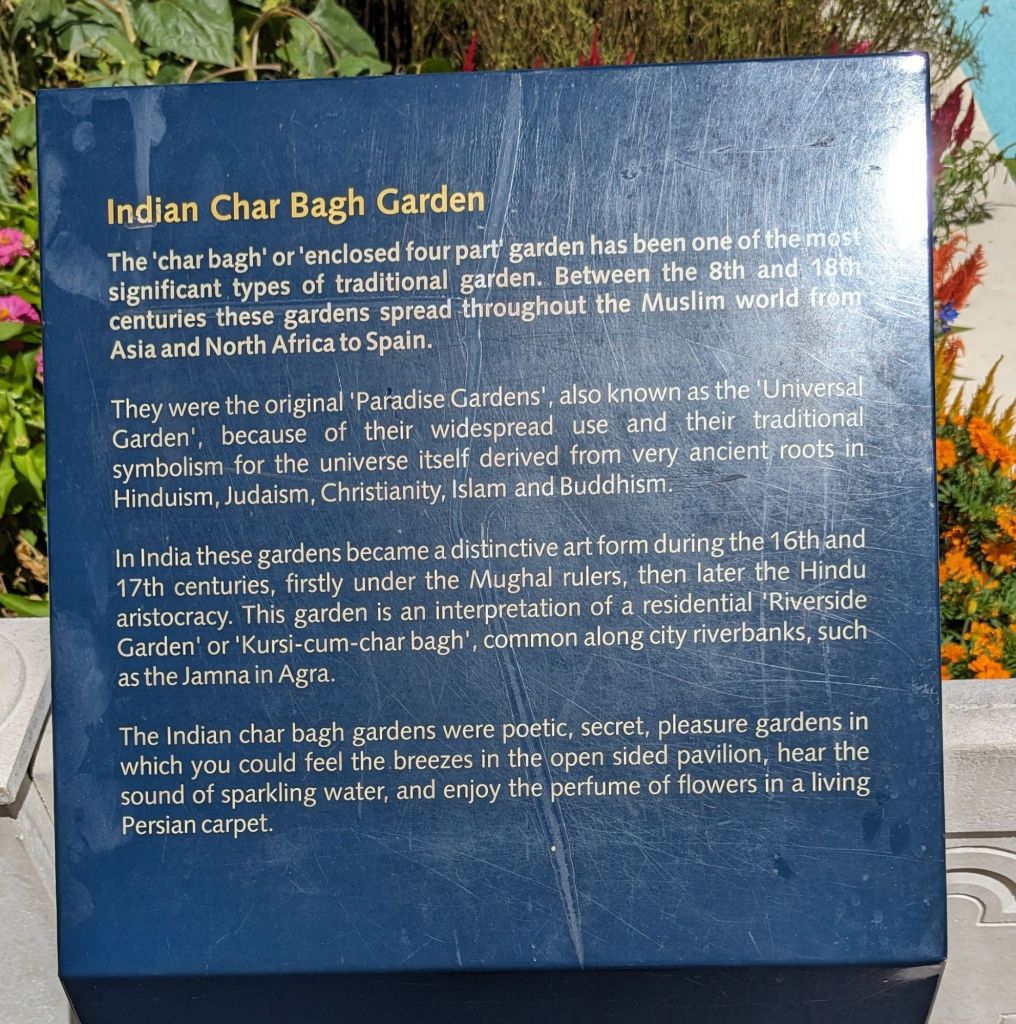 Indian Char Bagh Garden
The 'char bagh' or 'enclosed four part' garden has been one of the most
significant types of traditional garden. Between the 8th and 18th
centuries these gardens spread throughout the Muslim world from
Asia and North Africa to Spain.
They were the original 'Paradise Gardens', also known as the 'Universal
Garden', because of their widespread use and their traditional
symbolism for the universe itself derived from very ancient roots in
Hinduism, Judaism, Christianity, Islam and Buddhism.
In India these gardens became a distinctive art form during the 16th and
17th centuries, firstly under the Mughal rulers, then later the Hindu
aristocracy. This garden is an interpretation of a residential 'Riverside
Garden' or 'Kursi-cum-char bagh', common along city riverbanks, such
as the Jamna in Agra.
The Indian char bagh gardens were poetic, secret, pleasure gardens in
which you could feel the breezes in the open sided pavilion, hear the
sound of sparkling water, and enjoy the perfume of flowers in a living
Persian carpet.